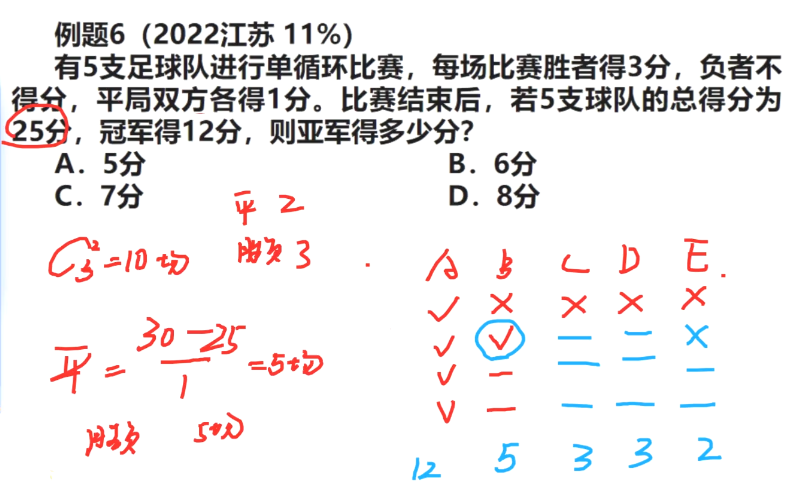 例题6（2022江苏 11%）
有5支足球队进行单循环比赛，每场比赛胜者得3分，负者不
得分，平局双方各得1分。比赛结束后，若5支球队的总得分为
25分，冠军得12分，则亚军得多少分？
A．5分 B．6分
C．7分 D．8分
平 2
C²₅=10场 胜负 3
A B C D E
✓ × × × ×
平= 30-25 / 1 =5场
✓ ✓ — — ×
✓ — — — —
✓ — — — —
胜负 5场
12 5 3 3 2